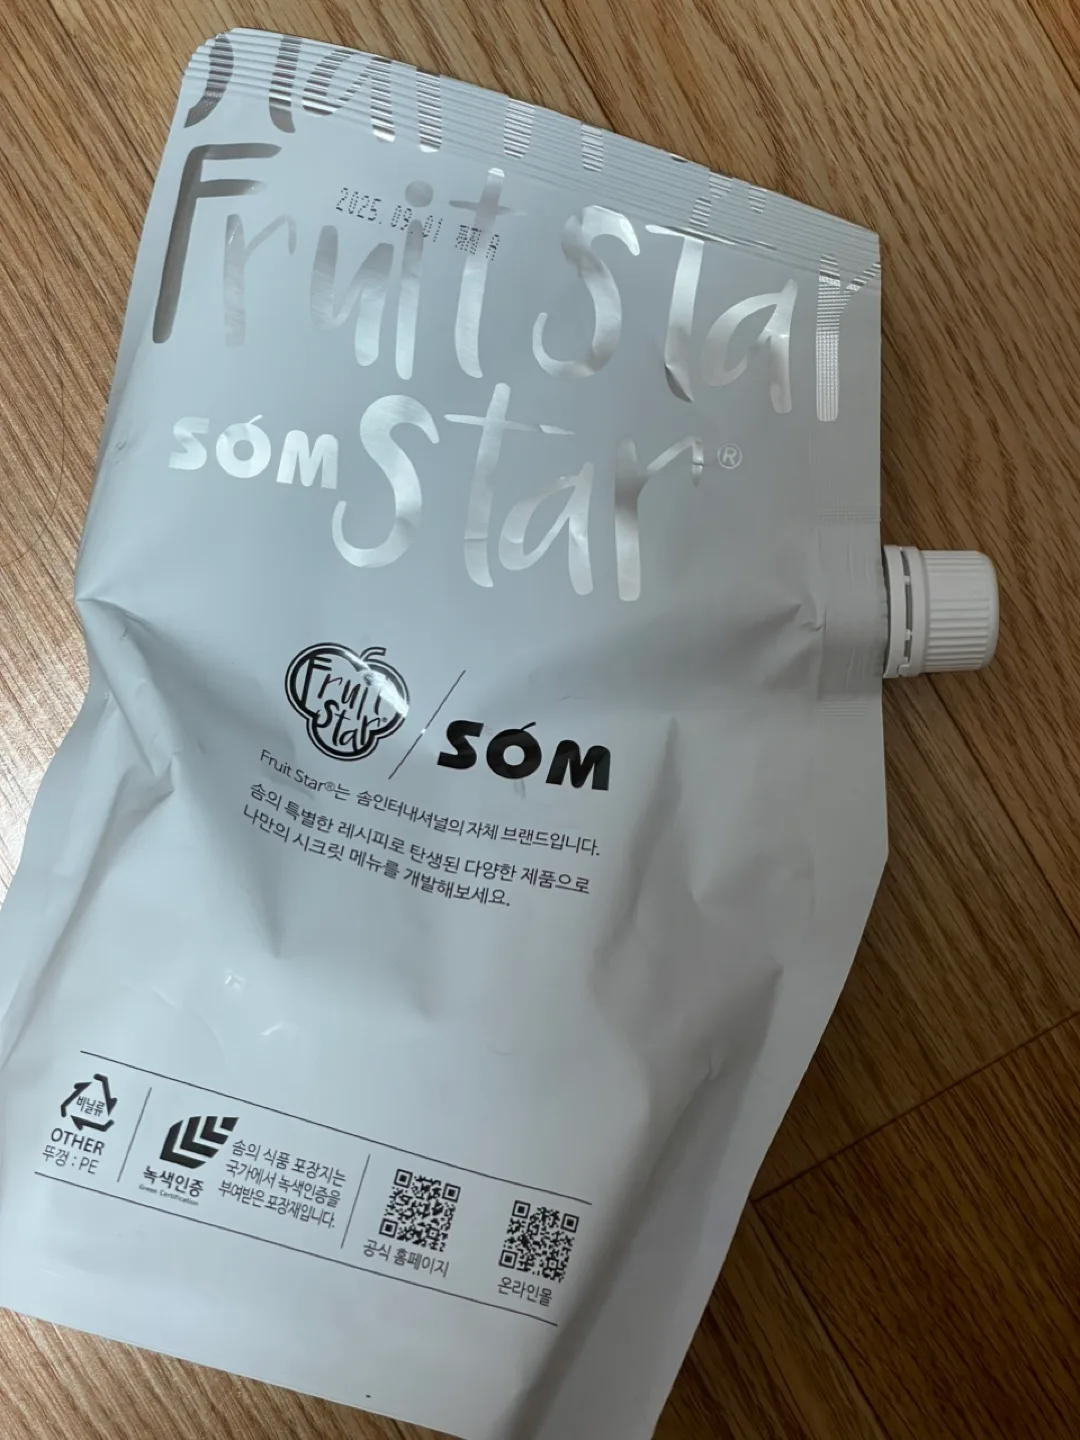 Star
2025.09.01
Fruit Star
SÓM Star®
Fruit Star®
SÓM
Fruit Star®는 솜인터내셔널의 자체 브랜드입니다.
솜의 특별한 레시피로 탄생된 다양한 제품으로
나만의 시크릿 메뉴를 개발해보세요.
비닐류
OTHER
뚜껑 : PE
녹색인증
Green Certification
솜의 식품 포장지는
국가에서 녹색인증을
부여받은 포장재입니다.
공식 홈페이지
온라인몰